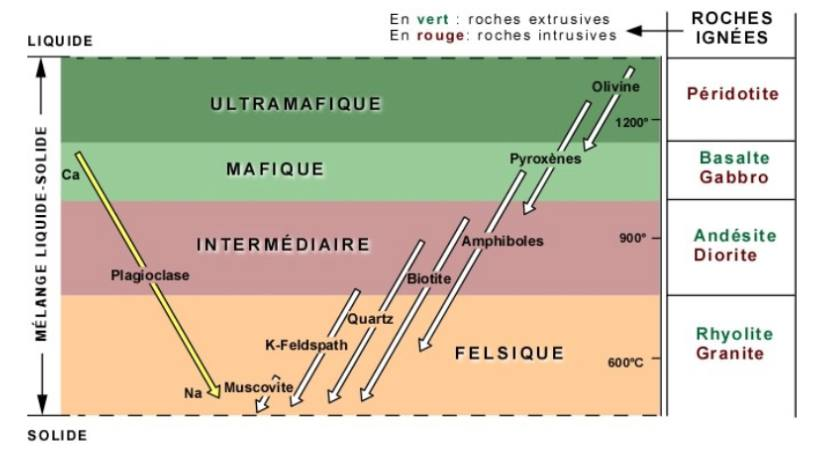 En vert : roches extrusives
En rouge: roches intrusives
ROCHES
IGNÉES
LIQUIDE
MÉLANGE LIQUIDE-SOLIDE
ULTRAMAFIQUE
Olivine
1200°
Péridotite
MAFIQUE
Pyroxènes
Ca
Basalte
Gabbro
INTERMÉDIAIRE
Amphiboles
900°
Andésite
Diorite
Plagioclase
Biotite
Quartz
K-Feldspath
FELSIQUE
600°C
Rhyolite
Granite
Na
Muscovite
SOLIDE